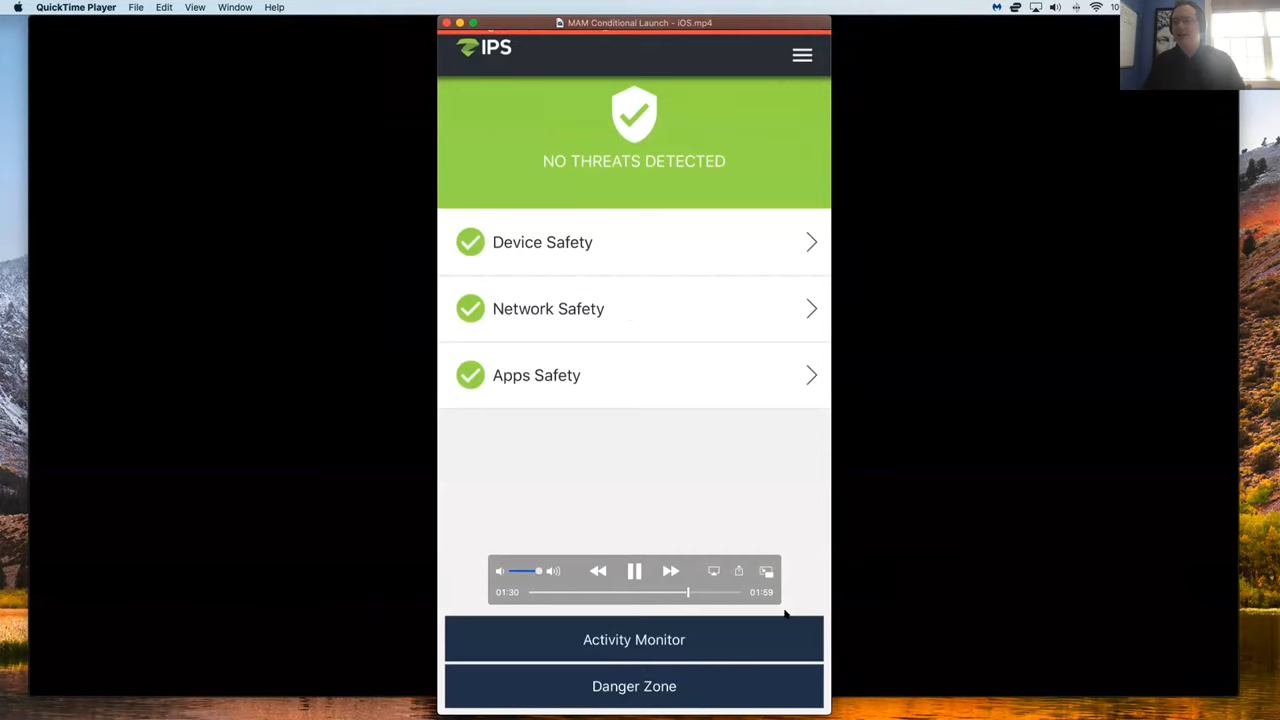 QuickTime Player File Edit View Window Help
MAM Conditional Launch - iOS.mp4
IPS
NO THREATS DETECTED
Device Safety
Network Safety
Apps Safety
01:30 01:59
Activity Monitor
Danger Zone